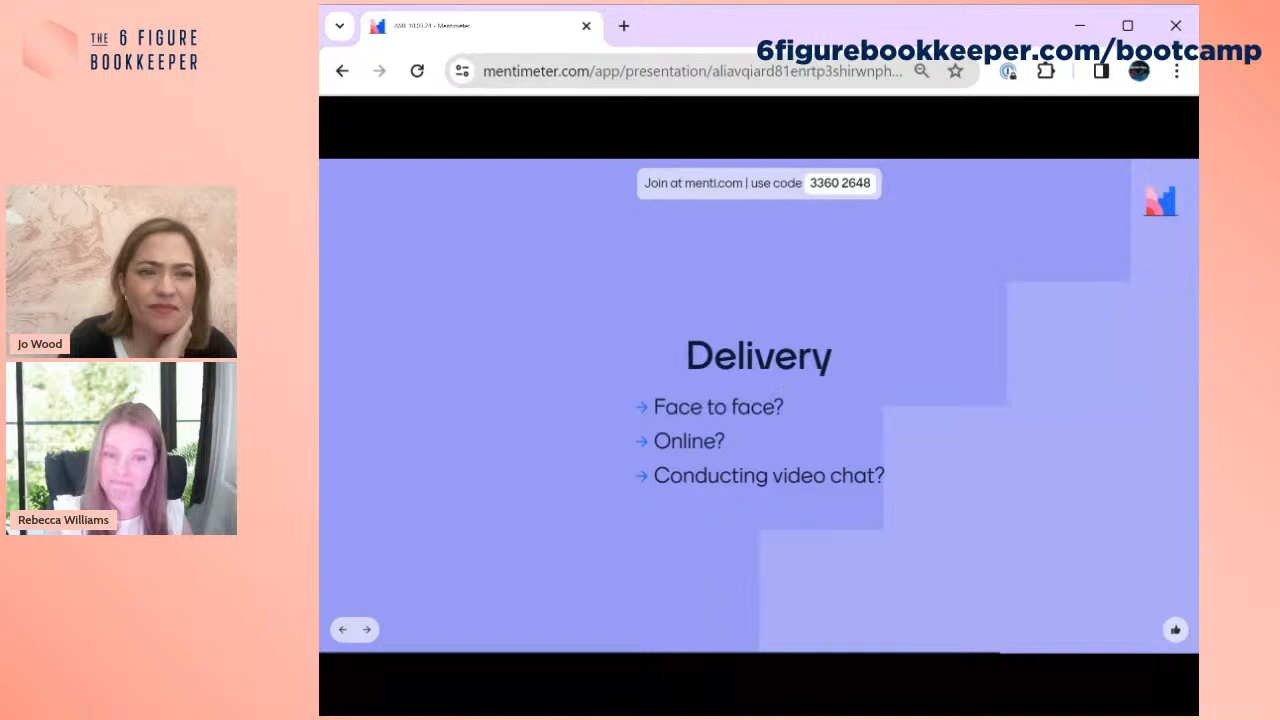 THE 6 FIGURE
BOOKKEEPER
- Mentimeter
6figurebookkeeper.com/bootcamp
mentimeter.com/app/presentation/aliavqiard81enrtp3shirwnph...
Join at menti.com | use code 3360 2648
Delivery
→ Face to face?
→ Online?
→ Conducting video chat?
Jo Wood
Rebecca Williams